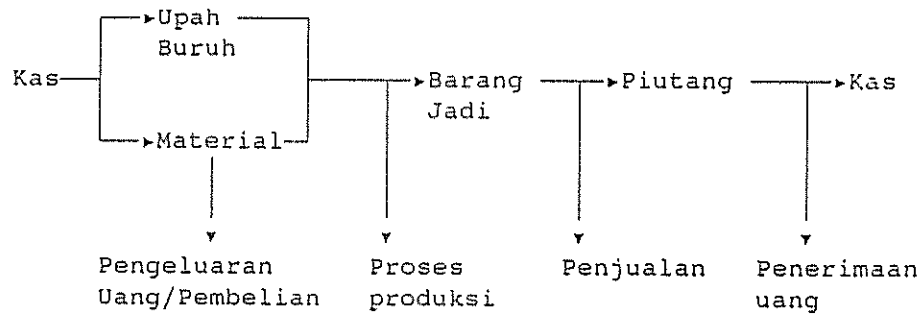 Upah
Buruh
Kas
Barang
Jadi
Piutang
Kas
Material
Pengeluaran
Uang/Pembelian
Proses
produksi
Penjualan
Penerimaan
uang